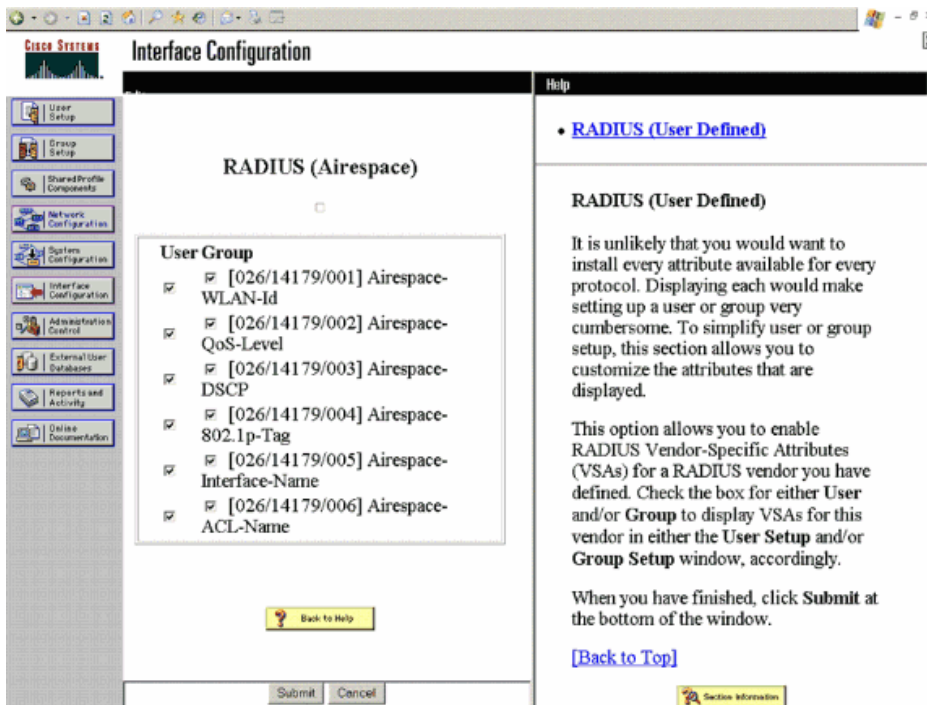 CISCO SYSTEMS
Interface Configuration
User
Setup
Group
Setup
Shared Profile
Components
Network
Configuration
System
Configuration
Interface
Configuration
Administration
Control
External User
Databases
Reports and
Activity
Online
Documentation
RADIUS (Airespace)
User Group
[026/14179/001] Airespace-
WLAN-Id
[026/14179/002] Airespace-
QoS-Level
[026/14179/003] Airespace-
DSCP
[026/14179/004] Airespace-
802.1p-Tag
[026/14179/005] Airespace-
Interface-Name
[026/14179/006] Airespace-
ACL-Name
Back to Help
Submit Cancel
Help
RADIUS (User Defined)
RADIUS (User Defined)
It is unlikely that you would want to
install every attribute available for every
protocol. Displaying each would make
setting up a user or group very
cumbersome. To simplify user or group
setup, this section allows you to
customize the attributes that are
displayed.
This option allows you to enable
RADIUS Vendor-Specific Attributes
(VSAs) for a RADIUS vendor you have
defined. Check the box for either User
and/or Group to display VSAs for this
vendor in either the User Setup and/or
Group Setup window, accordingly.
When you have finished, click Submit at
the bottom of the window.
[Back to Top]
Section Information